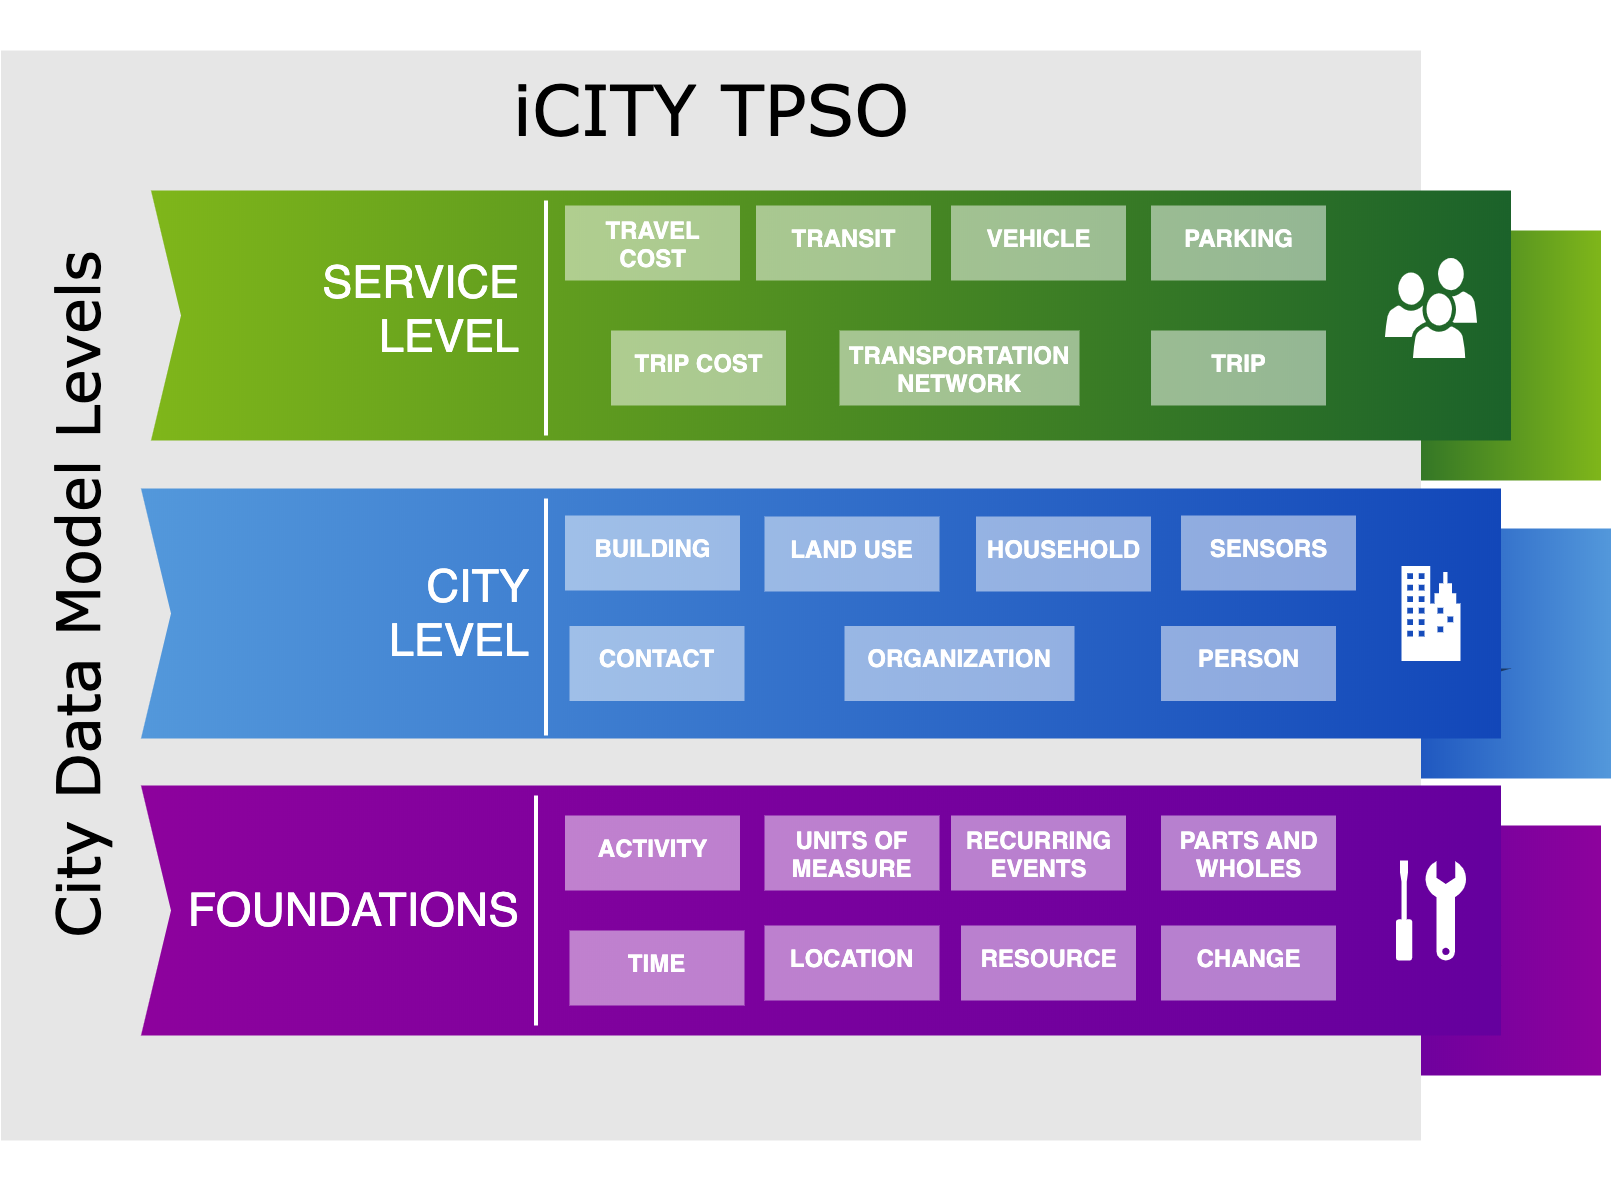 iCITY TPSO
City Data Model Levels
SERVICE
LEVEL
TRAVEL
COST
TRANSIT
VEHICLE
PARKING
TRIP COST
TRANSPORTATION
NETWORK
TRIP
CITY
LEVEL
BUILDING
LAND USE
HOUSEHOLD
SENSORS
CONTACT
ORGANIZATION
PERSON
FOUNDATIONS
ACTIVITY
UNITS OF
MEASURE
RECURRING
EVENTS
PARTS AND
WHOLES
TIME
LOCATION
RESOURCE
CHANGE